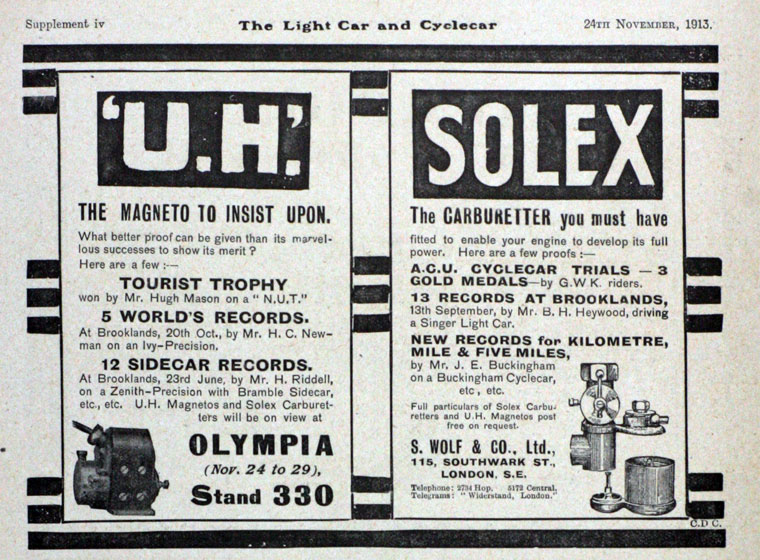 Supplement iv The Light Car and Cyclecar 24TH NOVEMBER, 1913.
'U.H.'
THE MAGNETO TO INSIST UPON.
What better proof can be given than its marvel-
lous successes to show its merit?
Here are a few:—
TOURIST TROPHY
won by Mr. Hugh Mason on a "N.U.T."
5 WORLD'S RECORDS.
At Brooklands, 20th Oct., by Mr. H. C. New-
man on an Ivy-Precision.
12 SIDECAR RECORDS.
At Brooklands, 23rd June, by Mr. H. Riddell,
on a Zenith-Precision with Bramble Sidecar,
etc., etc. U.H. Magnetos and Solex Carburet-
ters will be on view at
OLYMPIA
(Nov. 24 to 29),
Stand 330
SOLEX
The CARBURETTER you must have
fitted to enable your engine to develop its full
power. Here are a few proofs:—
A.C.U. CYCLECAR TRIALS — 3
GOLD MEDALS—by G.W.K. riders.
13 RECORDS AT BROOKLANDS,
13th September, by Mr. B. H. Heywood, driving
a Singer Light Car.
NEW RECORDS for KILOMETRE,
MILE & FIVE MILES,
by Mr. J. E. Buckingham
on a Buckingham Cyclecar,
etc, etc.
Full particulars of Solex Carbu-
retters and U.H. Magnetos post
free on request.
S. WOLF & CO., Ltd.,
115, SOUTHWARK ST.,
LONDON, S.E.
Telephone: 2734 Hop. 5172 Central.
Telegrams: "Widerstand, London."
C.D C.